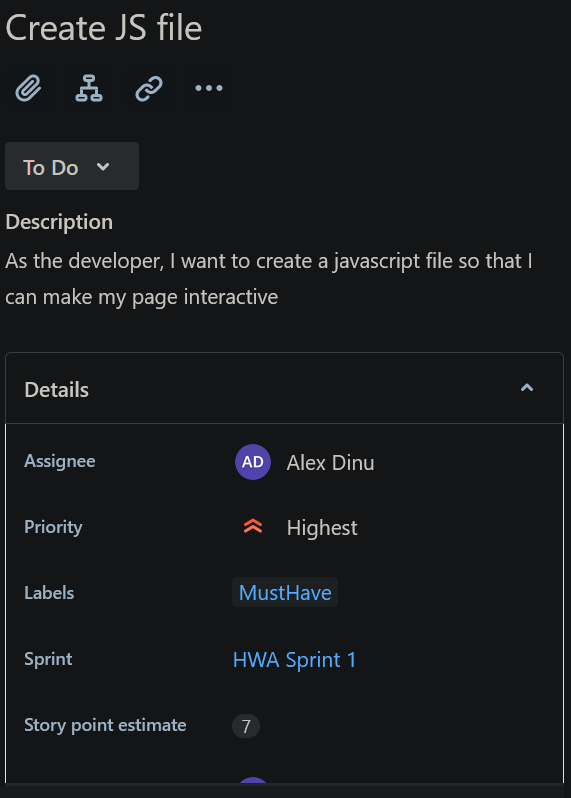 Create JS file
To Do
Description
As the developer, I want to create a javascript file so that I
can make my page interactive
Details
Assignee AD Alex Dinu
Priority Highest
Labels MustHave
Sprint HWA Sprint 1
Story point estimate 7